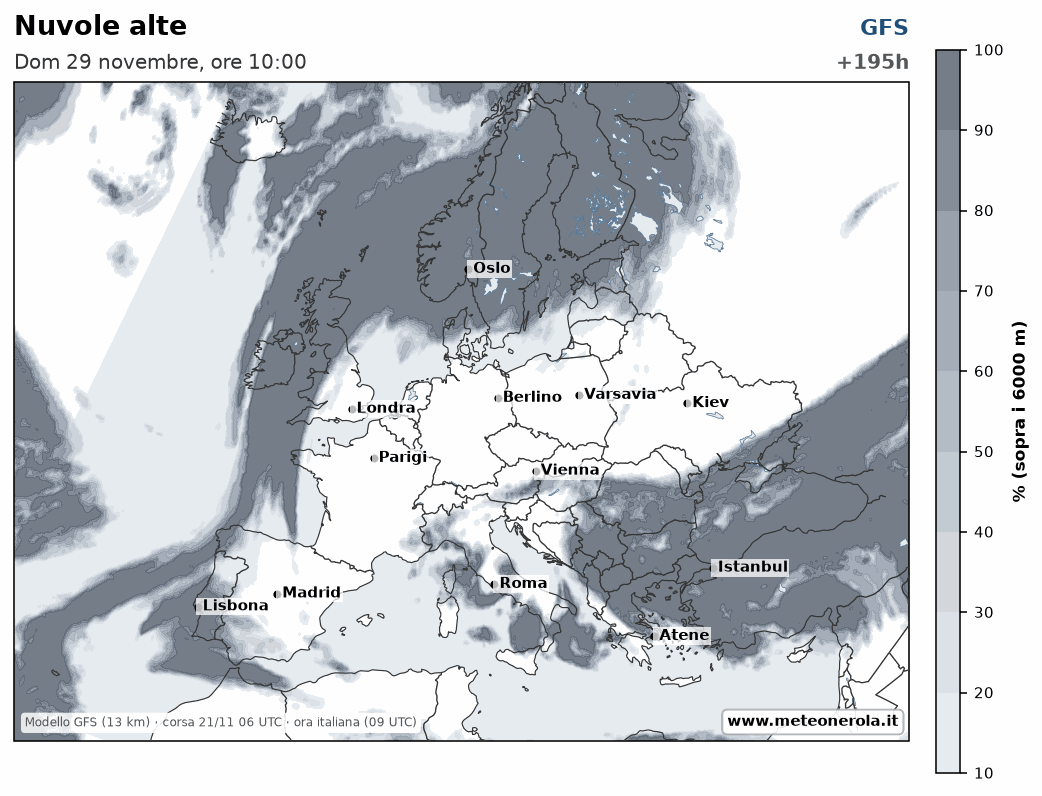 Nuvole alte
GFS
Dom 29 novembre, ore 10:00
+195h
Oslo
Berlino
Varsavia
Kiev
Londra
Parigi
Vienna
Istanbul
Roma
Madrid
Lisbona
Atene
Modello GFS (13 km) · corsa 21/11 06 UTC · ora italiana (09 UTC)
www.meteonerola.it
100
90
80
70
60
50
40
30
20
10
% (sopra i 6000 m)